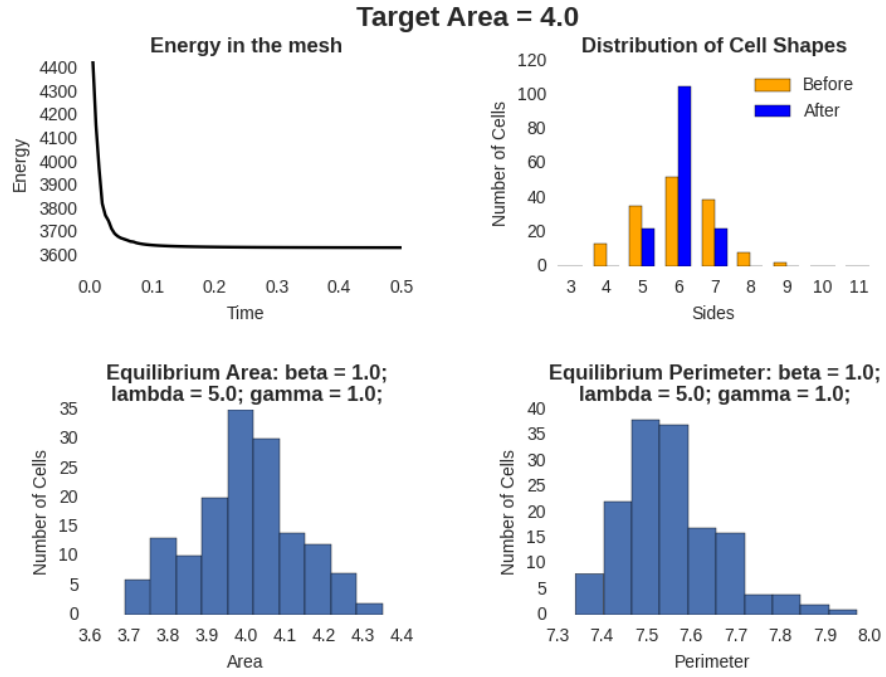 Target Area = 4.0
Energy in the mesh
4400
4300
4200
4100
4000
3900
3800
3700
3600
Energy
0.0 0.1 0.2 0.3 0.4 0.5
Time
Distribution of Cell Shapes
120
100
80
60
40
20
0
Number of Cells
Before
After
3 4 5 6 7 8 9 10 11
Sides
Equilibrium Area: beta = 1.0;
lambda = 5.0; gamma = 1.0;
35
30
25
20
15
10
5
0
Number of Cells
3.6 3.7 3.8 3.9 4.0 4.1 4.2 4.3 4.4
Area
Equilibrium Perimeter: beta = 1.0;
lambda = 5.0; gamma = 1.0;
40
35
30
25
20
15
10
5
0
Number of Cells
7.3 7.4 7.5 7.6 7.7 7.8 7.9 8.0
Perimeter